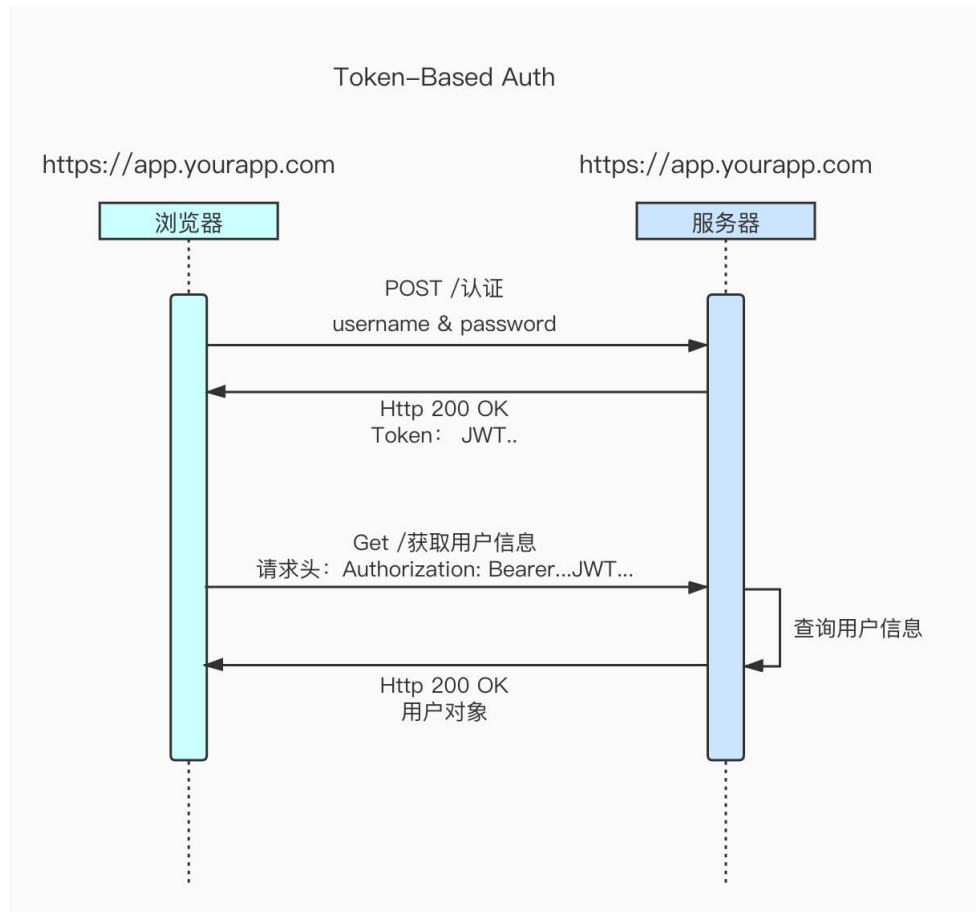 Token-Based Auth
https://app.yourapp.com
https://app.yourapp.com
浏览器
服务器
POST /认证
username & password
Http 200 OK
Token： JWT..
Get /获取用户信息
请求头：Authorization: Bearer...JWT...
查询用户信息
Http 200 OK
用户对象